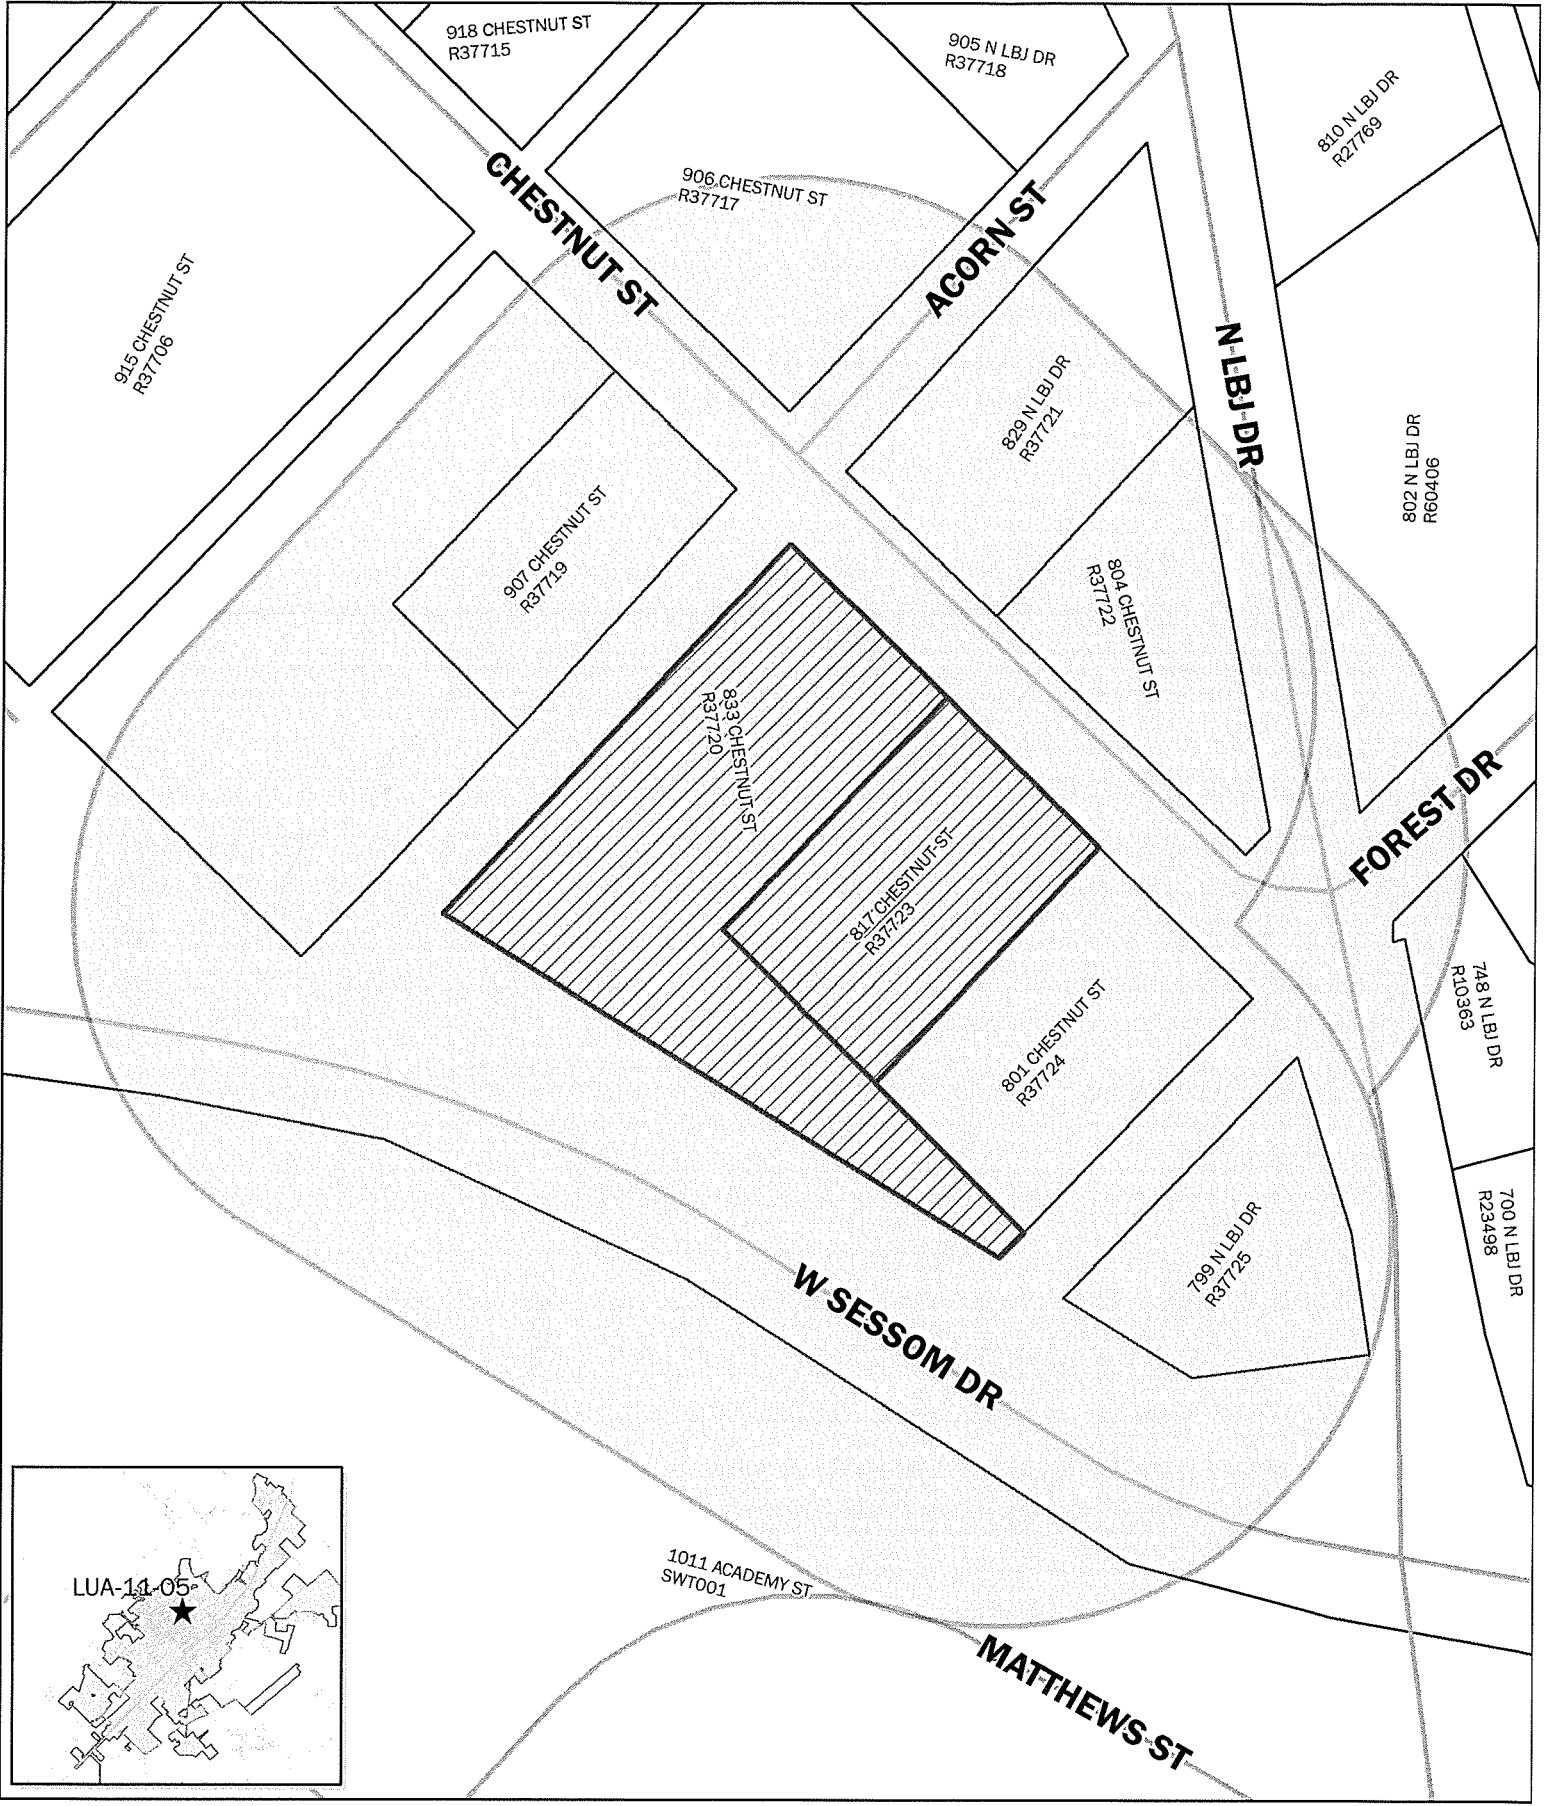 918 CHESTNUT ST
R37715
905 N LBJ DR
R37718
810 N LBJ DR
R27769
CHESTNUT ST
906 CHESTNUT ST
R37717
ACORN ST
915 CHESTNUT ST
R37706
N LBJ DR
829 N LBJ DR
R37721
802 N LBJ DR
R60406
907 CHESTNUT ST
R37719
804 CHESTNUT ST
R37722
833 CHESTNUT ST
R37720
FOREST DR
817 CHESTNUT ST
R37723
801 CHESTNUT ST
R37724
748 N LBJ DR
R10363
700 N LBJ DR
R23498
799 N LBJ DR
R37725
W SESSOM DR
1011 ACADEMY ST
SWT001
LUA-11-05
MATTHEWS ST